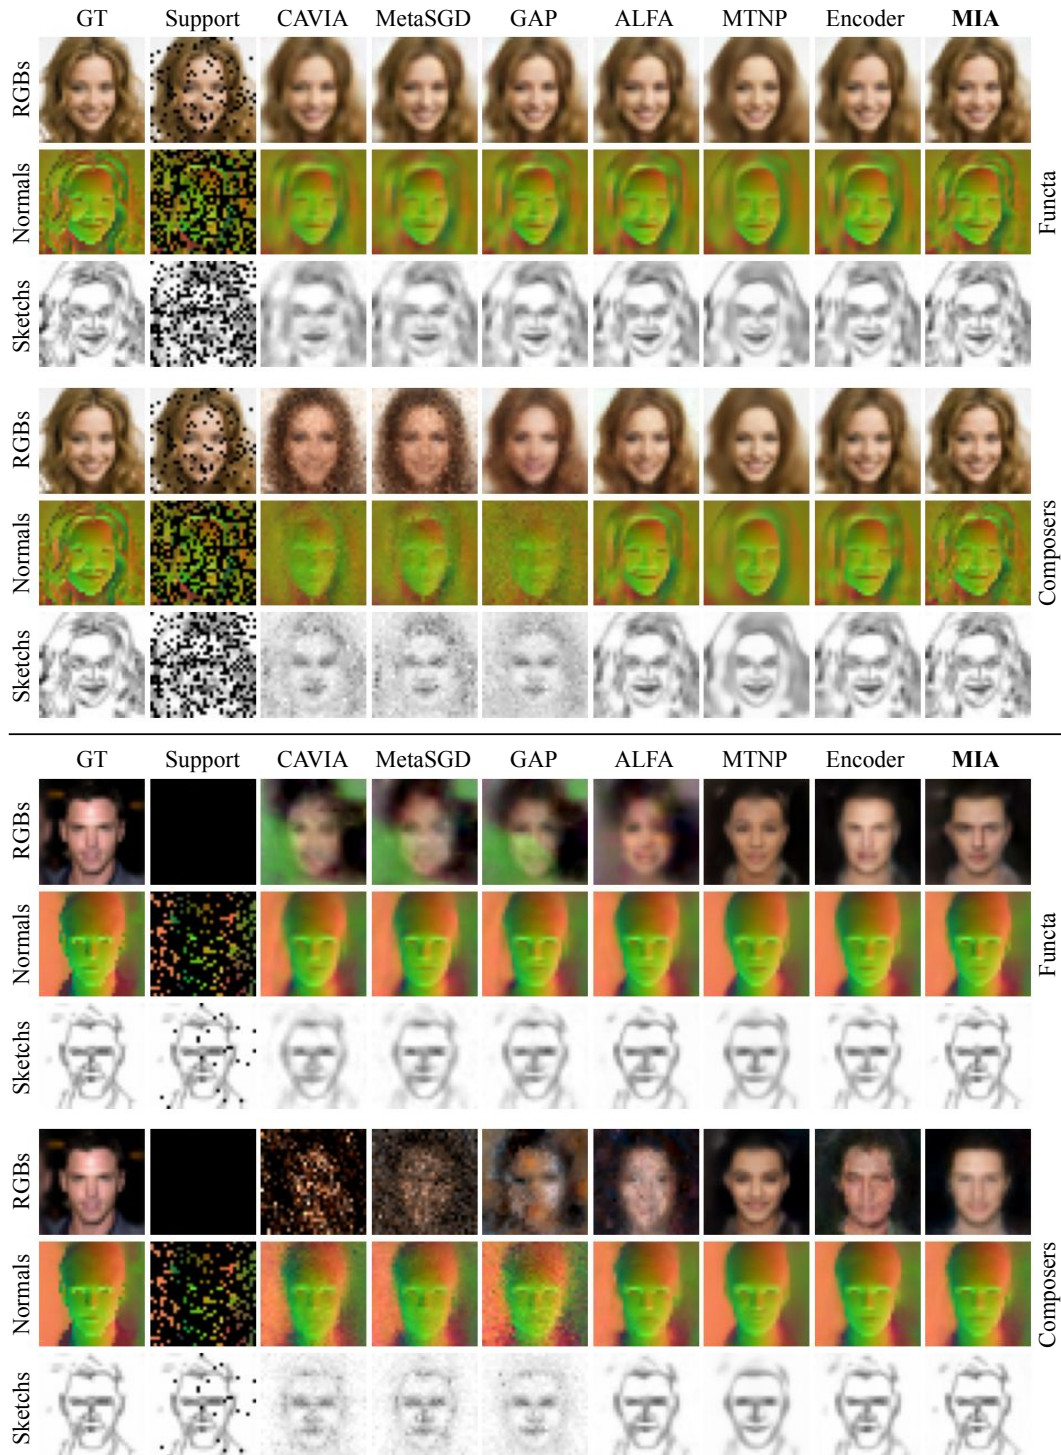 GT Support CAVIA MetaSGD GAP ALFA MTNP Encoder MIA
RGBs
Normals
Sketchs
Functa
RGBs
Normals
Sketchs
Composers
GT Support CAVIA MetaSGD GAP ALFA MTNP Encoder MIA
RGBs
Normals
Sketchs
Functa
RGBs
Normals
Sketchs
Composers